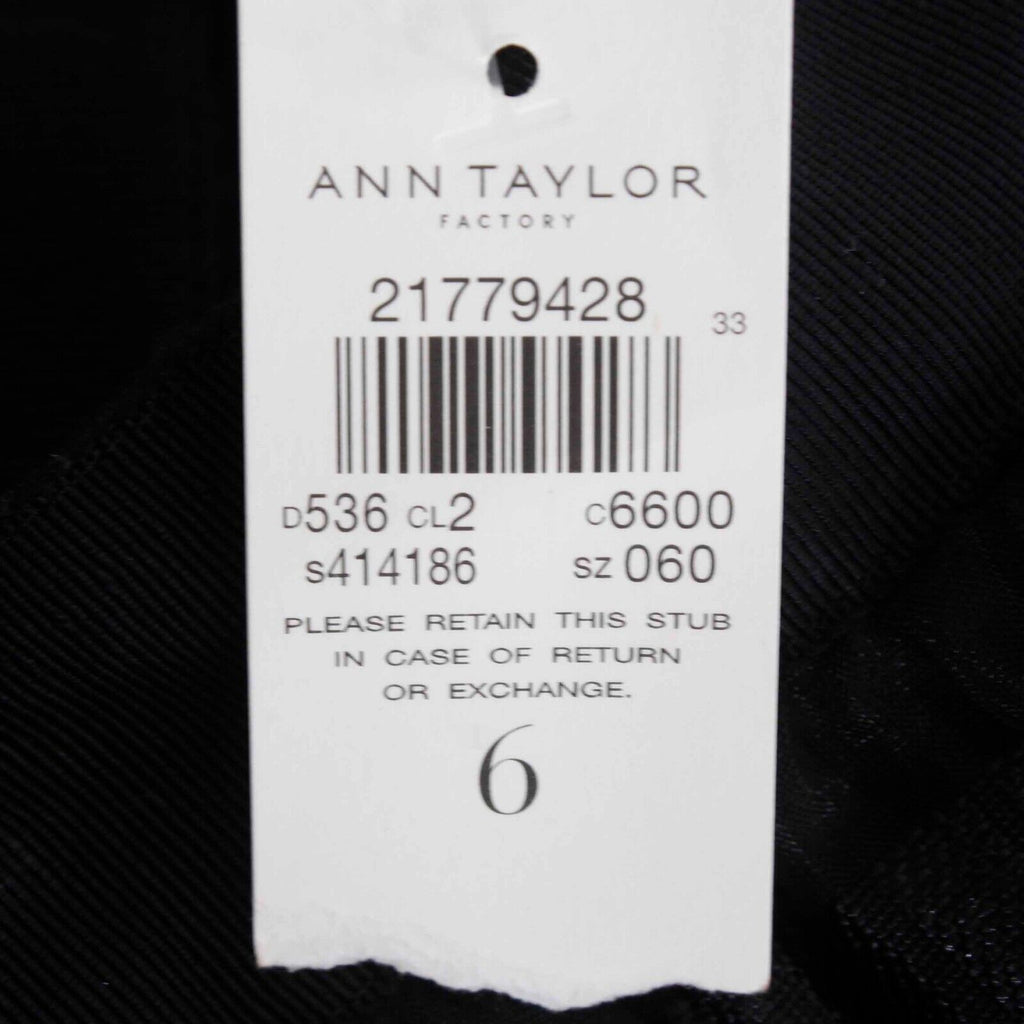 ANN TAYLOR
FACTORY
21779428
33
D536 CL2 C6600
S414186 SZ 060
PLEASE RETAIN THIS STUB
IN CASE OF RETURN
OR EXCHANGE.
6